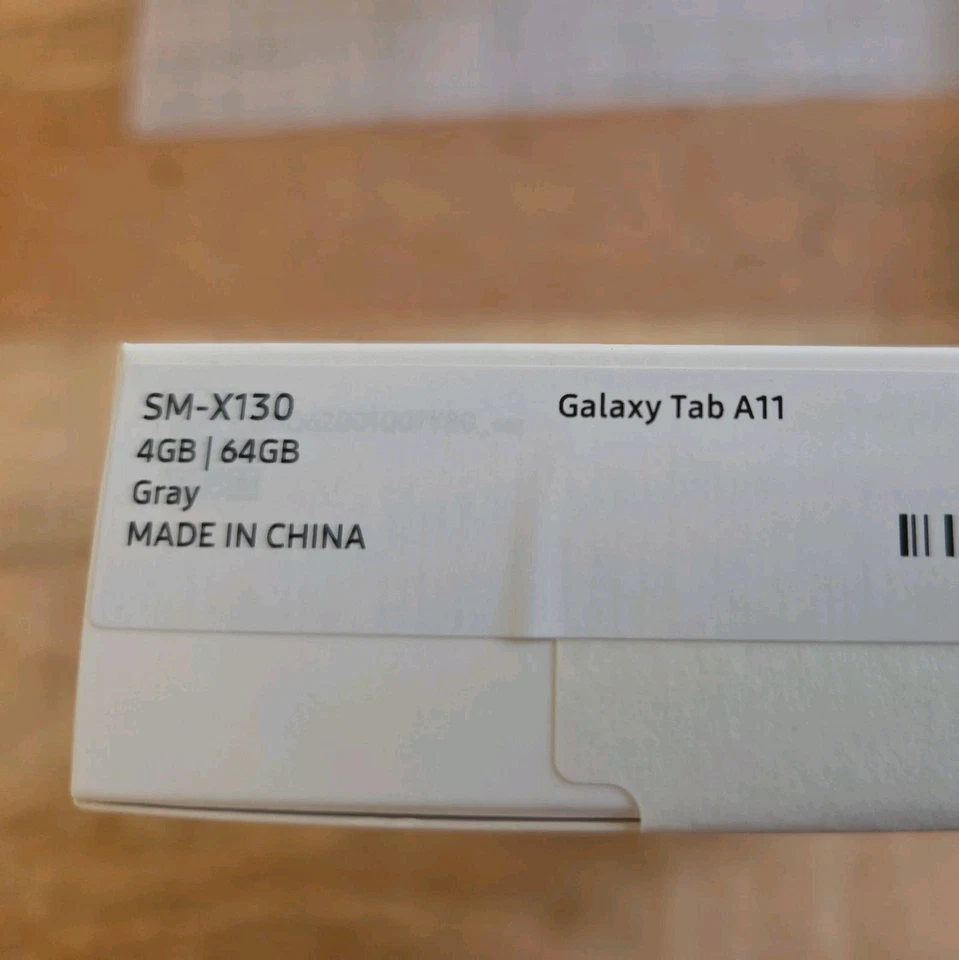 SM-X130
4GB | 64GB
Gray
MADE IN CHINA
Galaxy Tab A11